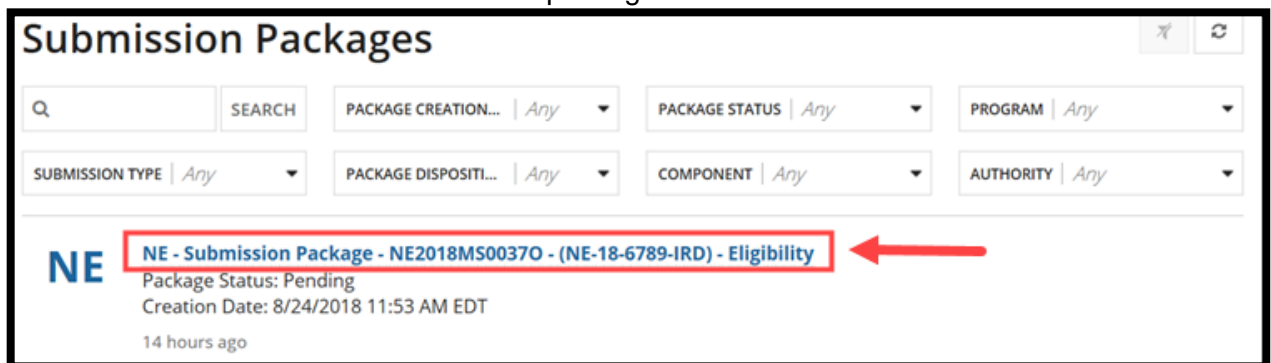 Submission Packages
SEARCH
PACKAGE CREATION... | Any
PACKAGE STATUS | Any
PROGRAM | Any
SUBMISSION TYPE | Any
PACKAGE DISPOSITI... | Any
COMPONENT | Any
AUTHORITY | Any
NE
NE - Submission Package - NE2018MS0037O - (NE-18-6789-IRD) - Eligibility
Package Status: Pending
Creation Date: 8/24/2018 11:53 AM EDT
14 hours ago